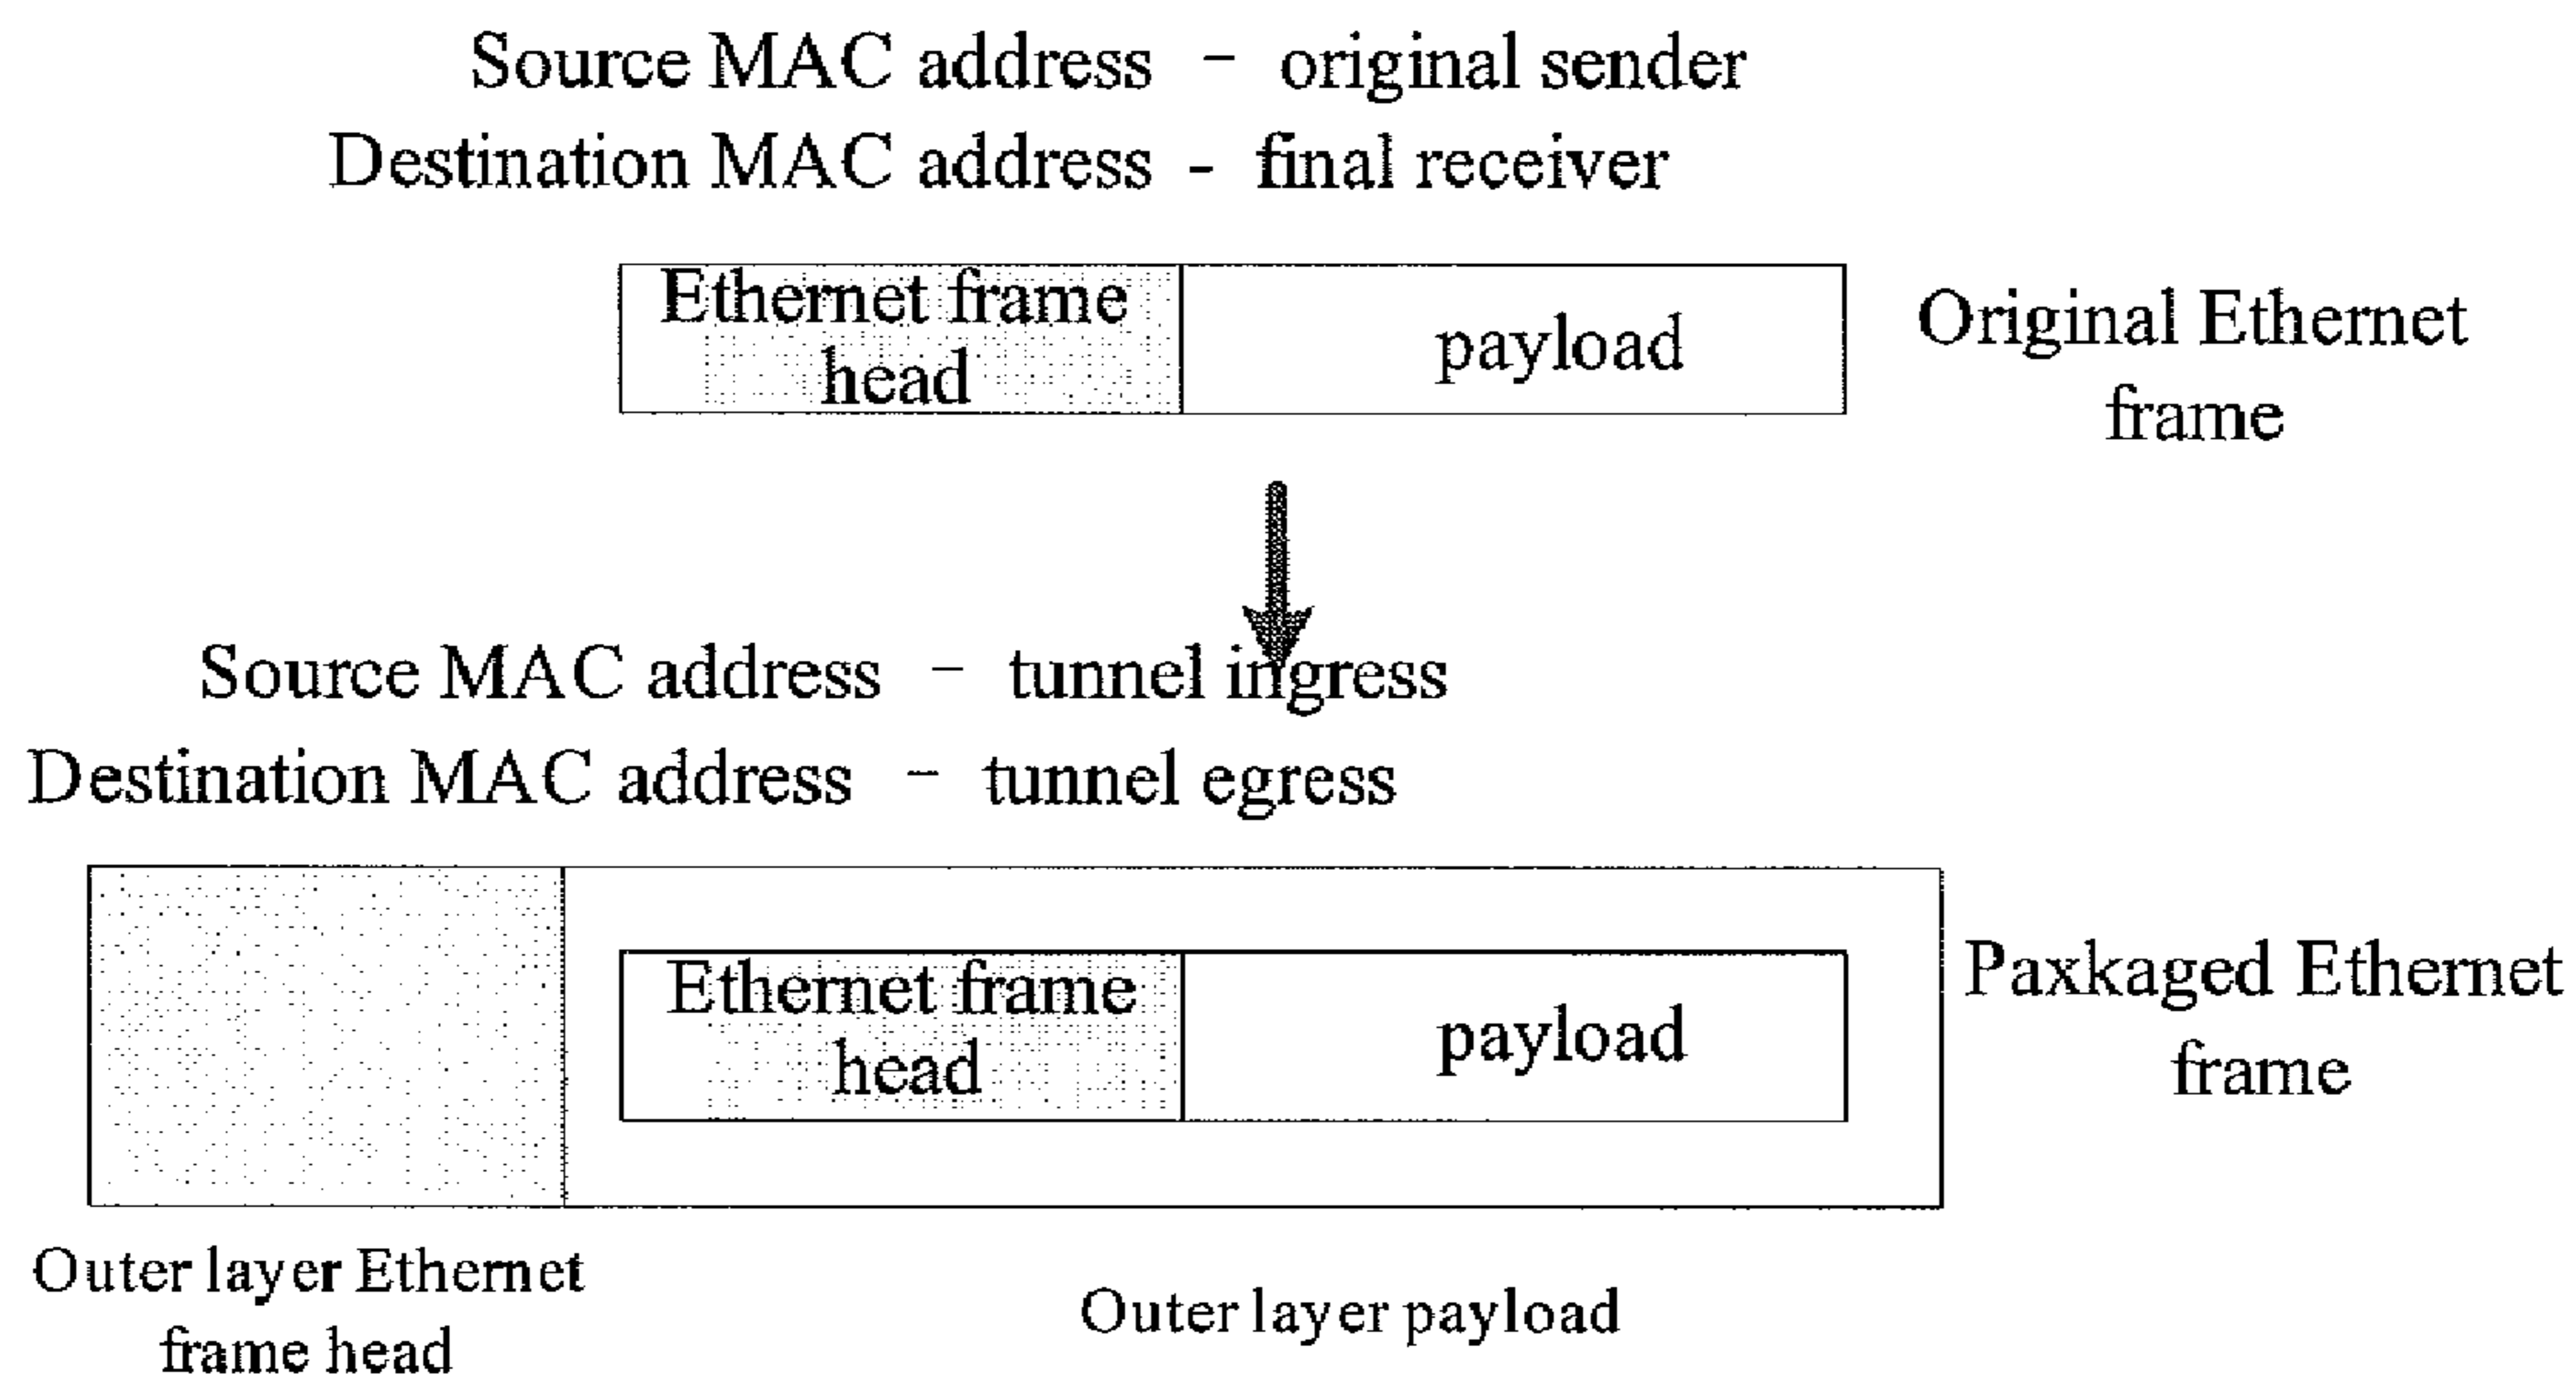 Source MAC address - original sender
Destination MAC address - final receiver
Ethernet frame
head
payload
Original Ethernet
frame
Source MAC address - tunnel ingress
Destination MAC address - tunnel egress
Ethernet frame
head
payload
Paxkaged Ethernet
frame
Outer layer Ethernet
frame head
Outer layer payload